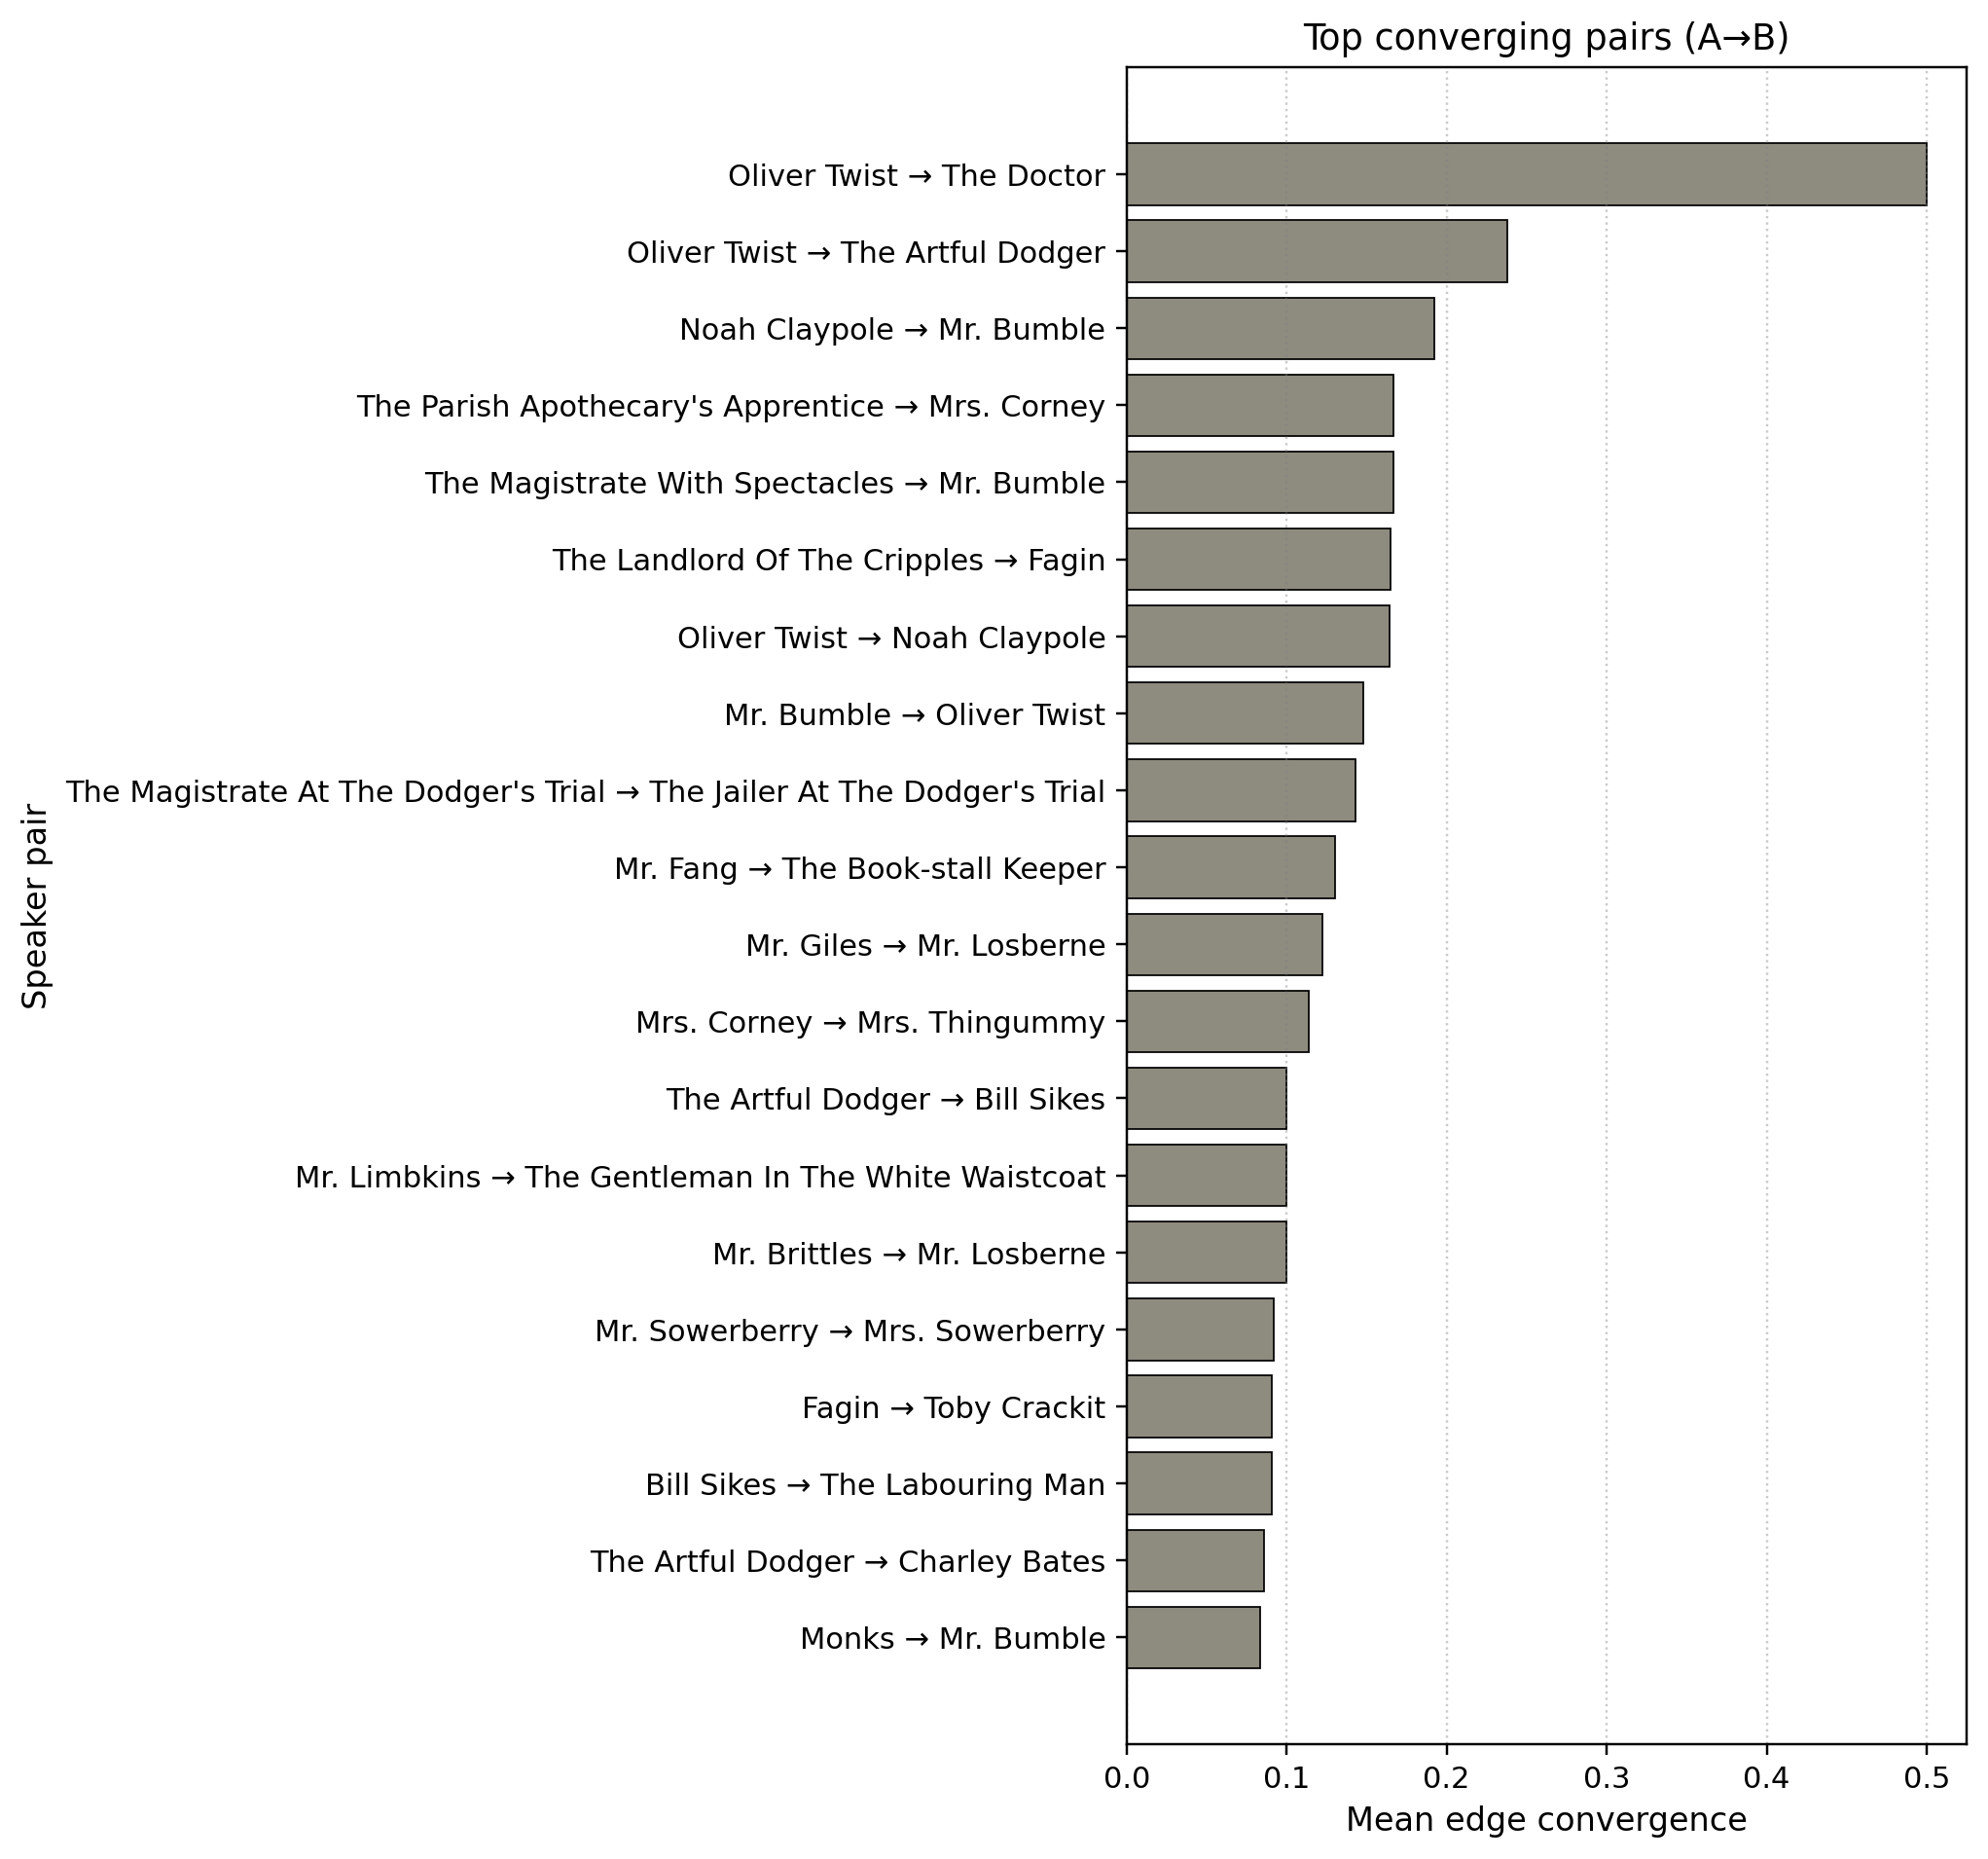 Top converging pairs (A→B)
Oliver Twist → The Doctor
Oliver Twist → The Artful Dodger
Noah Claypole → Mr. Bumble
The Parish Apothecary's Apprentice → Mrs. Corney
The Magistrate With Spectacles → Mr. Bumble
The Landlord Of The Cripples → Fagin
Oliver Twist → Noah Claypole
Mr. Bumble → Oliver Twist
The Magistrate At The Dodger's Trial → The Jailer At The Dodger's Trial
Mr. Fang → The Book-stall Keeper
Mr. Giles → Mr. Losberne
Mrs. Corney → Mrs. Thingummy
The Artful Dodger → Bill Sikes
Mr. Limbkins → The Gentleman In The White Waistcoat
Mr. Brittles → Mr. Losberne
Mr. Sowerberry → Mrs. Sowerberry
Fagin → Toby Crackit
Bill Sikes → The Labouring Man
The Artful Dodger → Charley Bates
Monks → Mr. Bumble
Speaker pair
0.0 0.1 0.2 0.3 0.4 0.5
Mean edge convergence